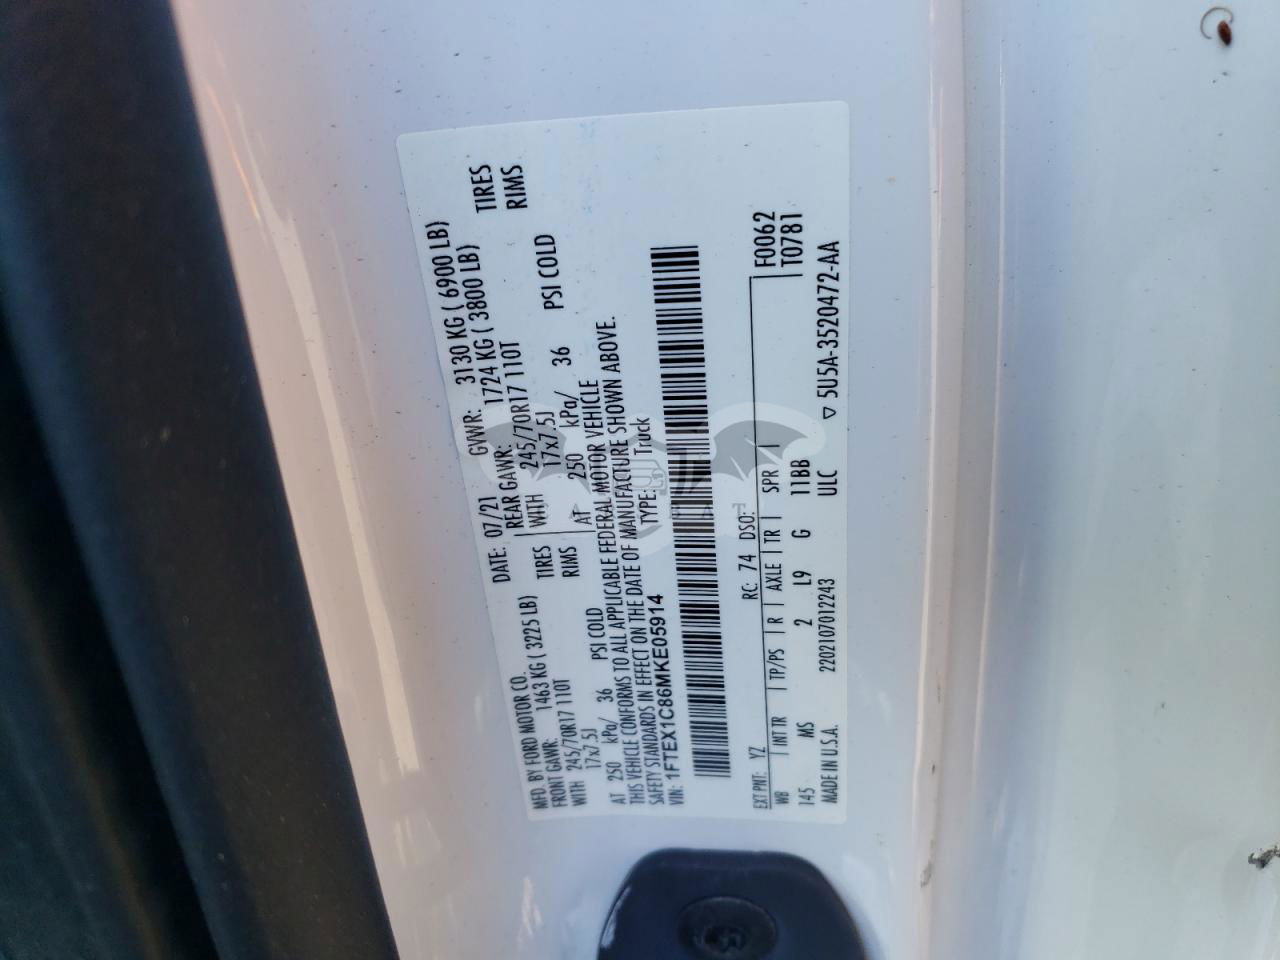 MFD. BY FORD MOTOR CO.
DATE: 07/21 GVWR: 3130 KG ( 6900 LB)
FRONT GAWR: 1463 KG ( 3225 LB) REAR GAWR: 1724 KG ( 3800 LB)
WITH 245/70R17 110T TIRES WITH 245/70R17 110T TIRES
17x7.5J RIMS 17x7.5J RIMS
AT 250 kPa/ 36 PSI COLD AT 250 kPa/ 36 PSI COLD
THIS VEHICLE CONFORMS TO ALL APPLICABLE FEDERAL MOTOR VEHICLE
SAFETY STANDARDS IN EFFECT ON THE DATE OF MANUFACTURE SHOWN ABOVE.
VIN: 1FTEX1C86MKE05914 TYPE: Truck
EXT PNT: YZ RC: 74 DSO: F0062
WB INT TR TP/PS R AXLE TR SPR T0781
145 MS 2 L9 G 11BB
MADE IN U.S.A. 2202107012243 ULC ▽ 5U5A-3520472-AA